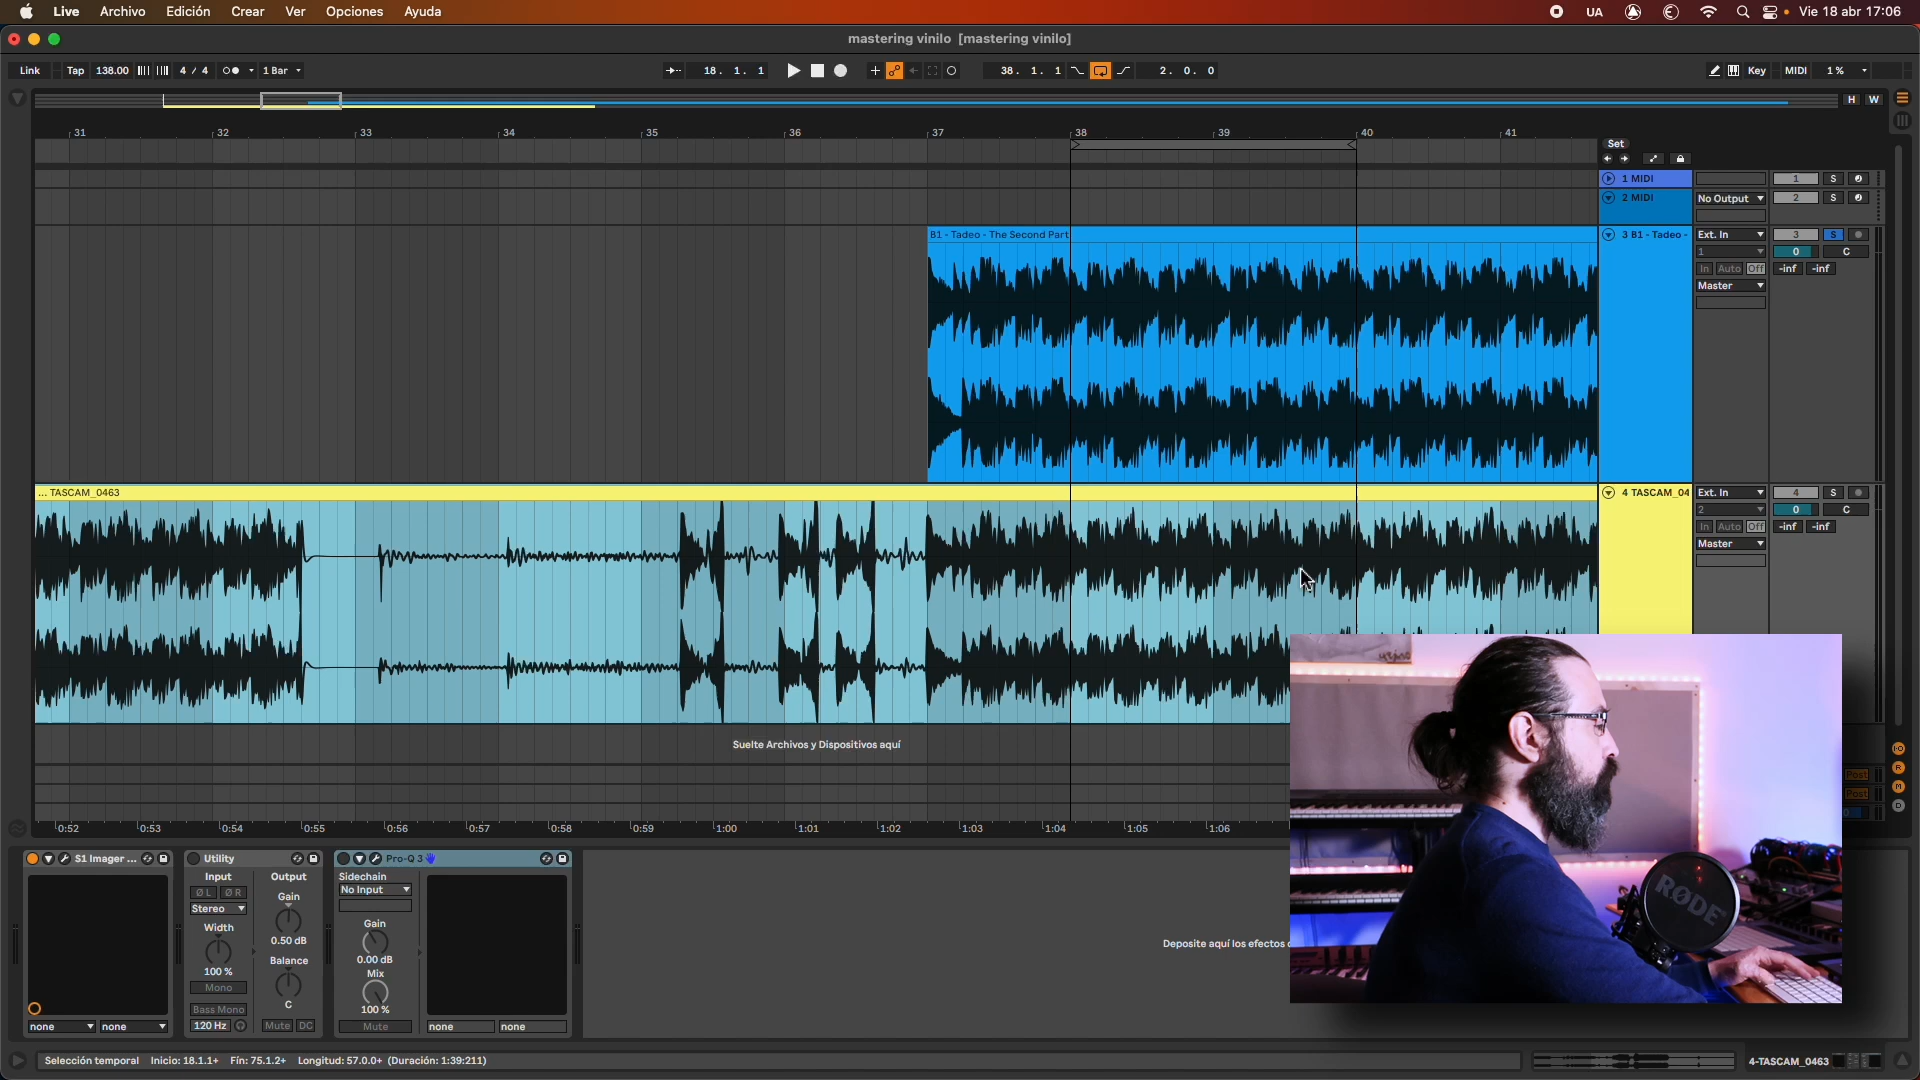 Live Archivo Edición Crear Ver Opciones Ayuda UA Vie 18 abr 17:06
mastering vinilo [mastering vinilo]
Link Tap 138.00 4 / 4 1 Bar 18. 1. 1 38. 1. 1 2. 0. 0 Key MIDI 1%
H W
31 32 33 34 35 36 37 38 39 40 41
Set
1 MIDI 1 S
2 MIDI No Output 2 S
B1 - Tadeo - The Second Part 3 B1 - Tadeo - Ext. In 3 S
1 0 C
In Auto Off -inf -inf
Master
... TASCAM_0463 4 TASCAM_04 Ext. In 4 S
2 0 C
In Auto Off -inf -inf
Master
Suelte Archivos y Dispositivos aquí
I·O
Post R
Post M
D
0:52 0:53 0:54 0:55 0:56 0:57 0:58 0:59 1:00 1:01 1:02 1:03 1:04 1:05 1:06
S1 Imager ... Utility Pro-Q 3
Input Output Sidechain
Ø L Ø R Gain No Input
Stereo
Width Gain
0.50 dB
Balance 0.00 dB
100 % Mix
Mono C
Bass Mono 100 %
none none 120 Hz Mute DC Mute none none
Deposite aquí los efectos
RØDE
Selección temporal Inicio: 18.1.1+ Fín: 75.1.2+ Longitud: 57.0.0+ (Duración: 1:39:211) 4-TASCAM_0463